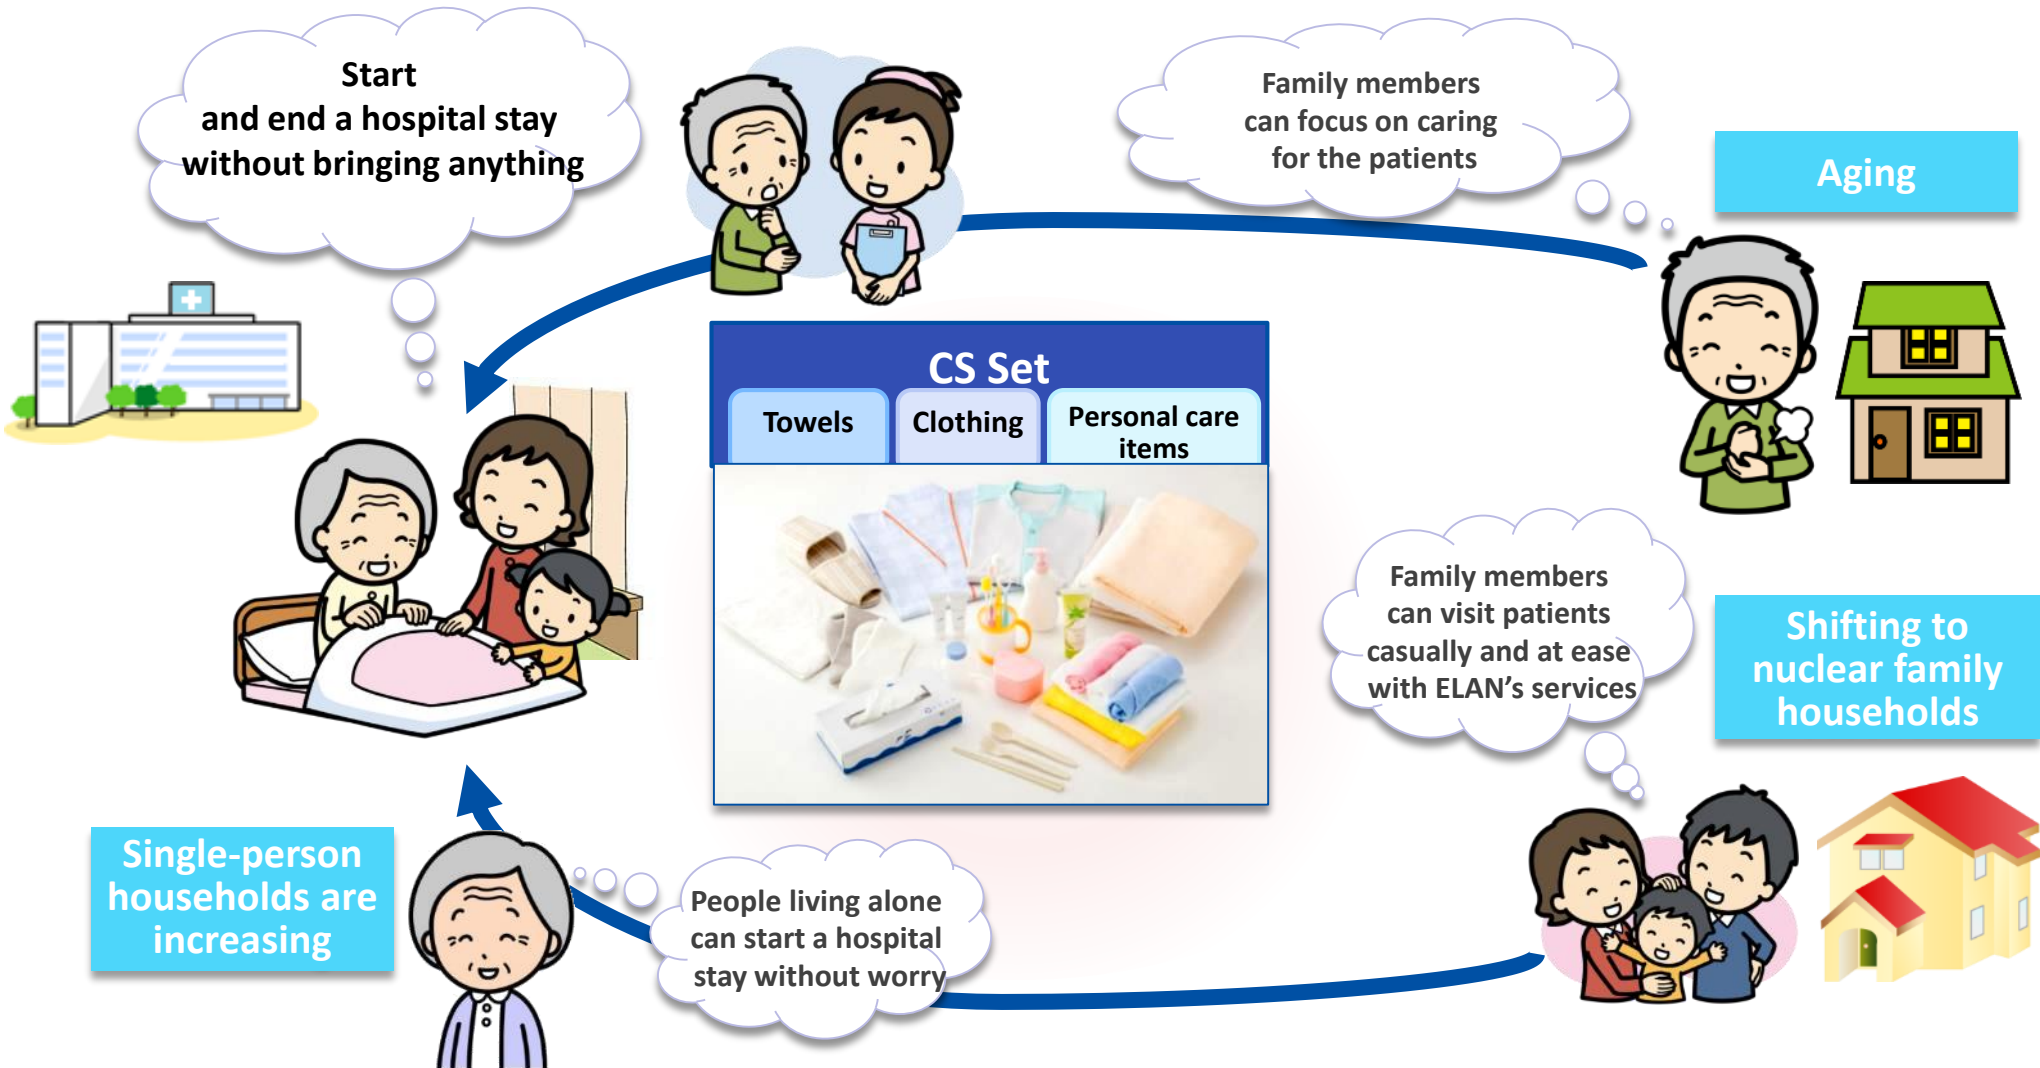 Start
and end a hospital stay
without bringing anything
Family members
can focus on caring
for the patients
Aging
CS Set
Towels
Clothing
Personal care
items
Family members
can visit patients
casually and at ease
with ELAN’s services
Shifting to
nuclear family
households
Single-person
households are
increasing
People living alone
can start a hospital
stay without worry